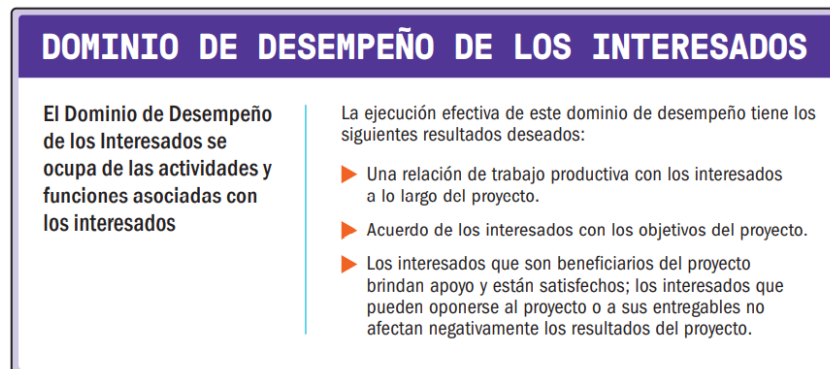 DOMINIO DE DESEMPEÑO DE LOS INTERESADOS
El Dominio de Desempeño
de los Interesados se
ocupa de las actividades y
funciones asociadas con
los interesados
La ejecución efectiva de este dominio de desempeño tiene los
siguientes resultados deseados:
Una relación de trabajo productiva con los interesados
a lo largo del proyecto.
Acuerdo de los interesados con los objetivos del proyecto.
Los interesados que son beneficiarios del proyecto
brindan apoyo y están satisfechos; los interesados que
pueden oponerse al proyecto o a sus entregables no
afectan negativamente los resultados del proyecto.